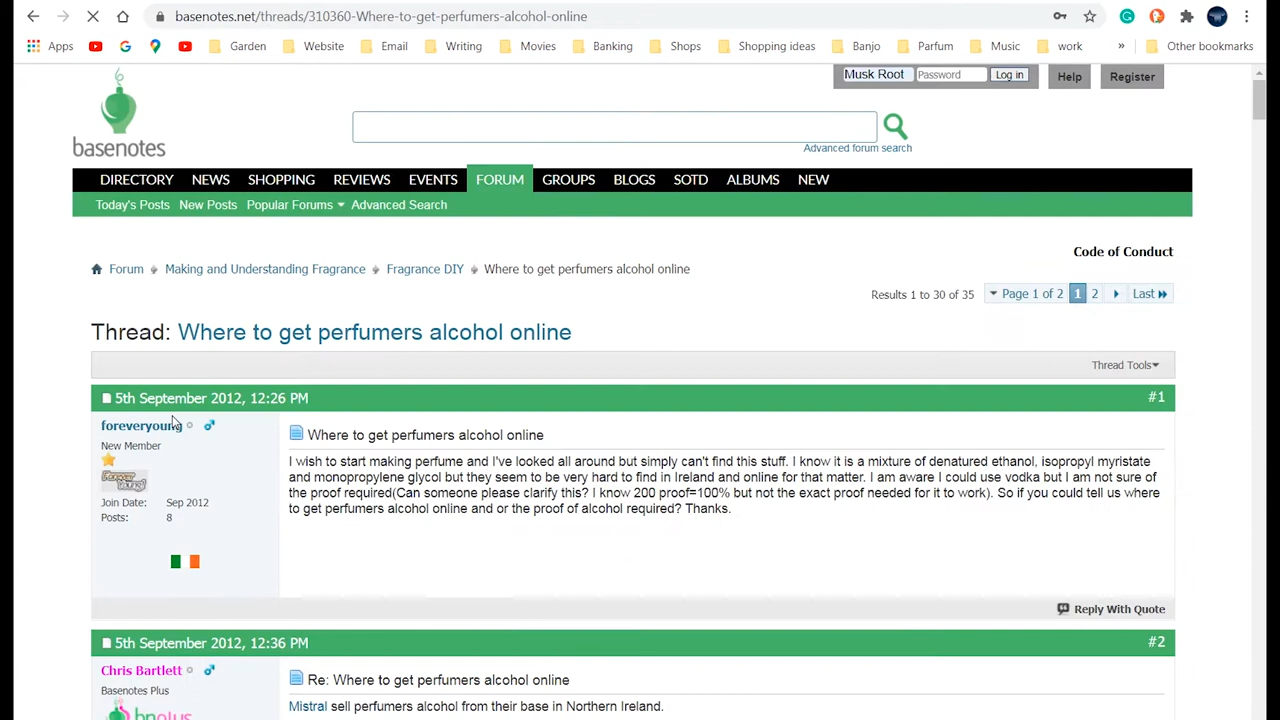 basenotes.net/threads/310360-Where-to-get-perfumers-alcohol-online
Apps Garden Website Email Writing Movies Banking Shops Shopping ideas Banjo Parfum Music work » Other bookmarks
Musk Root Password Log in Help Register
basenotes
Advanced forum search
DIRECTORY NEWS SHOPPING REVIEWS EVENTS FORUM GROUPS BLOGS SOTD ALBUMS NEW
Today's Posts New Posts Popular Forums Advanced Search
Code of Conduct
Forum Making and Understanding Fragrance Fragrance DIY Where to get perfumers alcohol online
Results 1 to 30 of 35 Page 1 of 2 1 2 Last
Thread: Where to get perfumers alcohol online
Thread Tools
5th September 2012, 12:26 PM #1
foreveryoung
New Member
Join Date: Sep 2012
Posts: 8
Where to get perfumers alcohol online
I wish to start making perfume and I've looked all around but simply can't find this stuff. I know it is a mixture of denatured ethanol, isopropyl myristate
and monopropylene glycol but they seem to be very hard to find in Ireland and online for that matter. I am aware I could use vodka but I am not sure of
the proof required(Can someone please clarify this? I know 200 proof=100% but not the exact proof needed for it to work). So if you could tell us where
to get perfumers alcohol online and or the proof of alcohol required? Thanks.
Reply With Quote
5th September 2012, 12:36 PM #2
Chris Bartlett
Basenotes Plus
bnplus
Re: Where to get perfumers alcohol online
Mistral sell perfumers alcohol from their base in Northern Ireland.